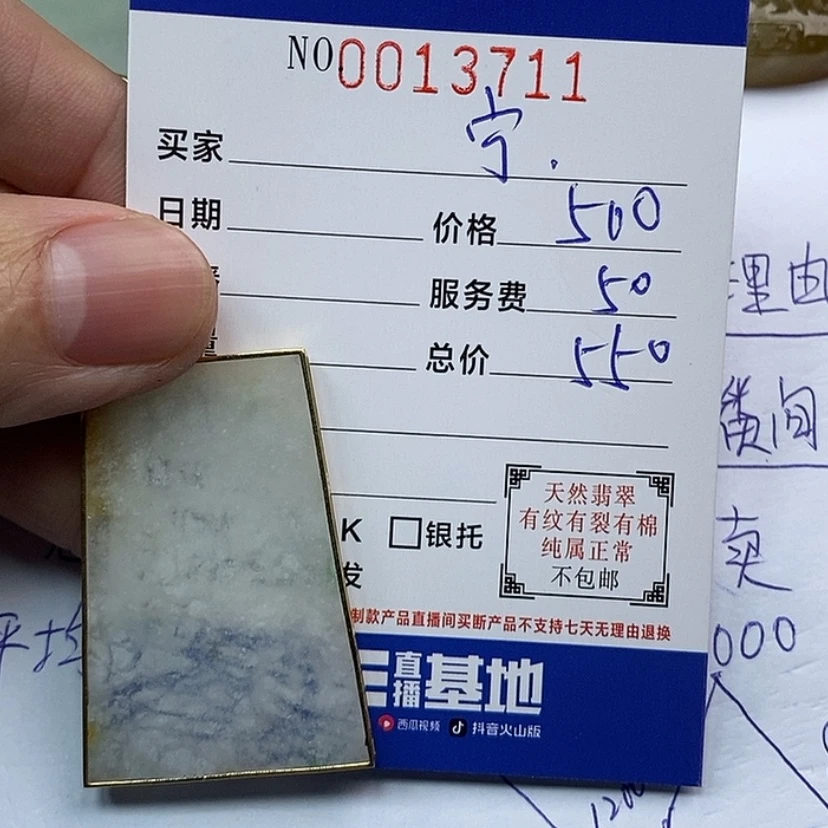 NO0013711
买家 宁.
日期 价格 500
服务费 50
总价 550
K □银托
发
天然翡翠
有纹有裂有棉
纯属正常
不包邮
制款产品直播间买断产品不支持七天无理由退换
直播基地
西瓜视频 抖音火山版
理由
卖
000
1200